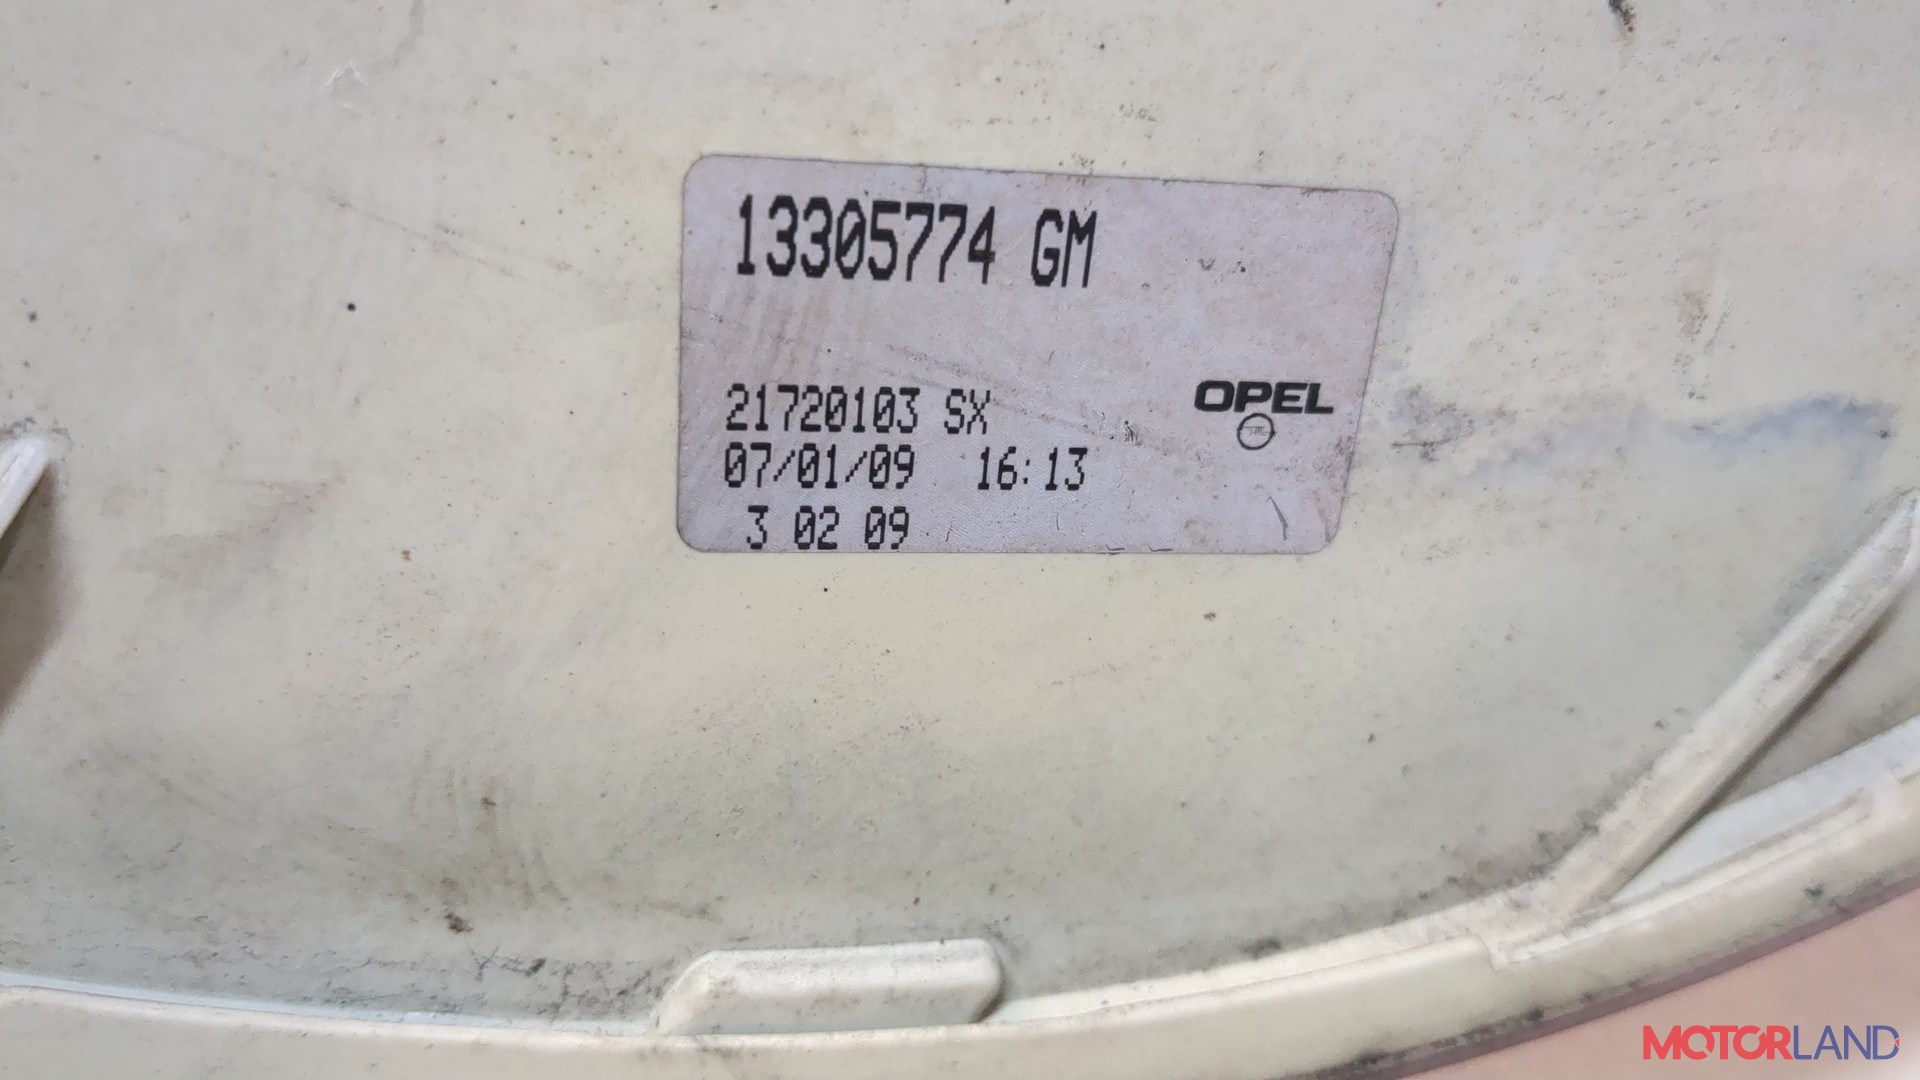 13305774 GM
21720103 SX
OPEL
07/01/09 16:13
3 02 09
MOTORLAND